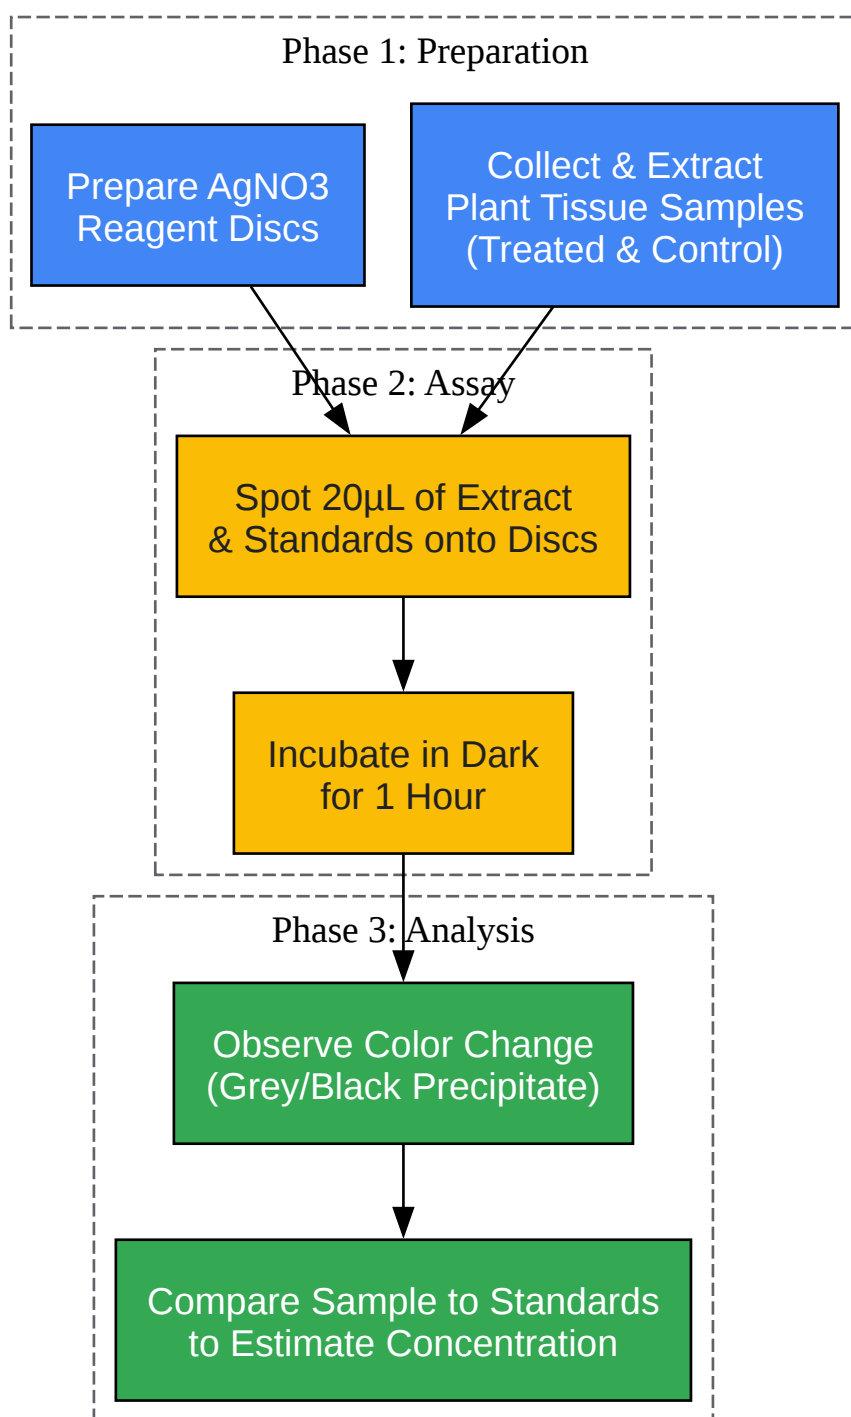 Phase 1: Preparation
Prepare AgNO3
Reagent Discs
Collect & Extract
Plant Tissue Samples
(Treated & Control)
Phase 2: Assay
Spot 20µL of Extract
& Standards onto Discs
Incubate in Dark
for 1 Hour
Phase 3: Analysis
Observe Color Change
(Grey/Black Precipitate)
Compare Sample to Standards
to Estimate Concentration